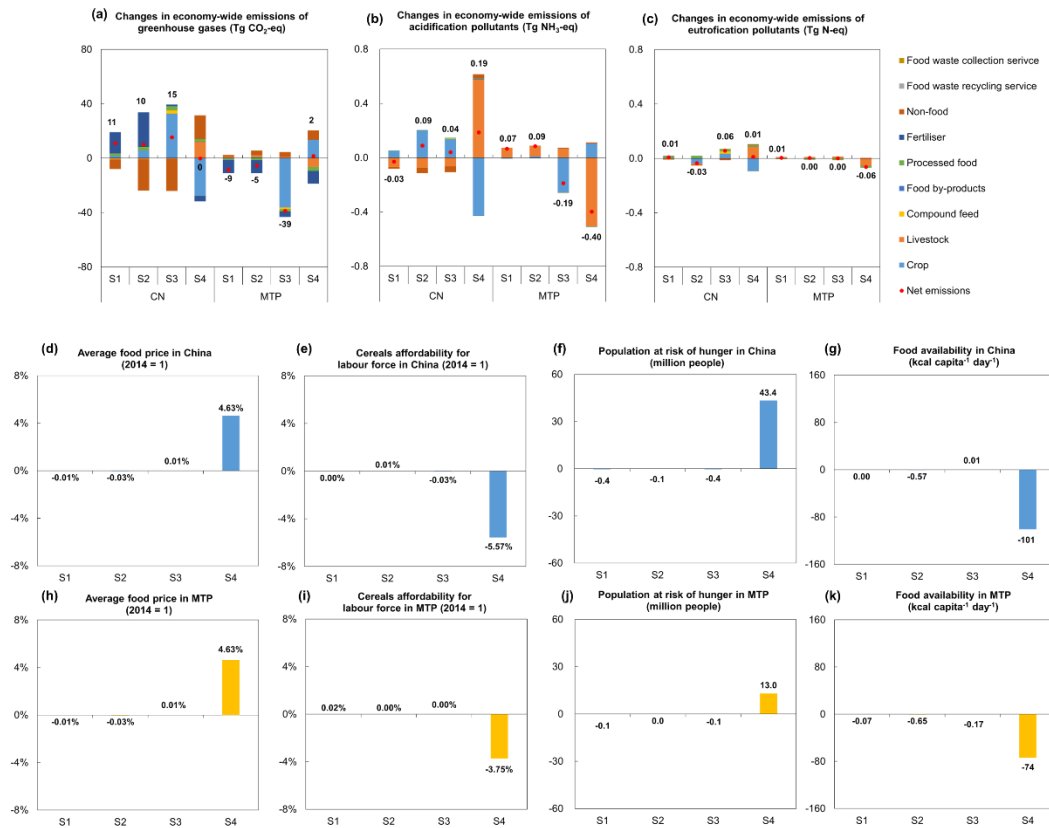 (a) Changes in economy-wide emissions of
greenhouse gases (Tg CO₂-eq)
80
40
0
-40
-80
11
10
15
0
-9
-5
-39
2
S1 S2 S3 S4 S1 S2 S3 S4
CN MTP
(b) Changes in economy-wide emissions of
acidification pollutants (Tg NH₃-eq)
0.8
0.4
0.0
-0.4
-0.8
-0.03
0.09
0.04
0.19
0.07
0.09
-0.19
-0.40
S1 S2 S3 S4 S1 S2 S3 S4
CN MTP
(c) Changes in economy-wide emissions of
eutrofication pollutants (Tg N-eq)
0.8
0.4
0.0
-0.4
-0.8
0.01
-0.03
0.06
0.01
0.01
0.00
0.00
-0.06
S1 S2 S3 S4 S1 S2 S3 S4
CN MTP
Food waste collection serivce
Food waste recycling service
Non-food
Fertiliser
Processed food
Food by-products
Compound feed
Livestock
Crop
Net emissions
(d) Average food price in China
(2014 = 1)
8%
4%
0%
-4%
-8%
-0.01%
-0.03%
0.01%
4.63%
S1 S2 S3 S4
(e) Cereals affordability for
labour force in China (2014 = 1)
8%
4%
0%
-4%
-8%
0.00%
0.01%
-0.03%
-5.57%
S1 S2 S3 S4
(f) Population at risk of hunger in China
(million people)
60
30
0
-30
-60
-0.4
-0.1
-0.4
43.4
S1 S2 S3 S4
(g) Food availability in China
(kcal capita⁻¹ day⁻¹)
160
80
0
-80
-160
0.00
-0.57
0.01
-101
S1 S2 S3 S4
(h) Average food price in MTP
(2014 = 1)
8%
4%
0%
-4%
-8%
-0.01%
-0.03%
0.01%
4.63%
S1 S2 S3 S4
(i) Cereals affordability for
labour force in MTP (2014 = 1)
8%
4%
0%
-4%
-8%
0.02%
0.00%
0.00%
-3.75%
S1 S2 S3 S4
(j) Population at risk of hunger in MTP
(million people)
60
30
0
-30
-60
-0.1
0.0
-0.1
13.0
S1 S2 S3 S4
(k) Food availability in MTP
(kcal capita⁻¹ day⁻¹)
160
80
0
-80
-160
-0.07
-0.65
-0.17
-74
S1 S2 S3 S4